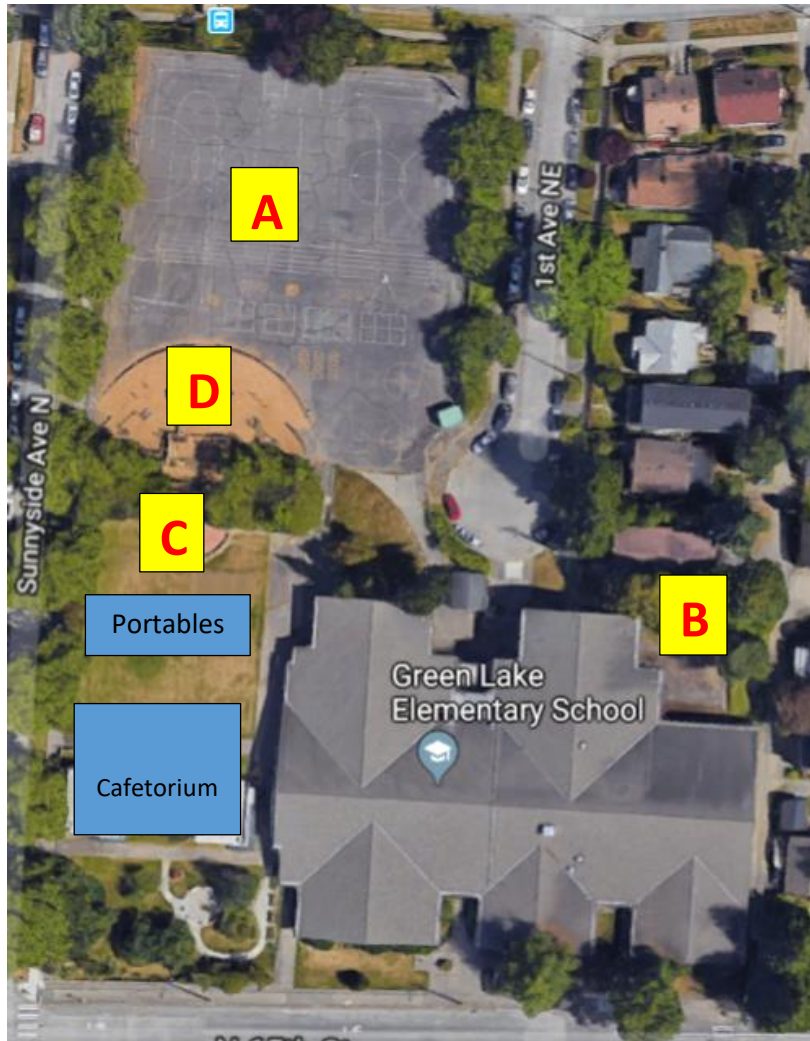 A
1st Ave NE
D
Sunnyside Ave N
C
Portables
B
Green Lake
Elementary School
Cafetorium